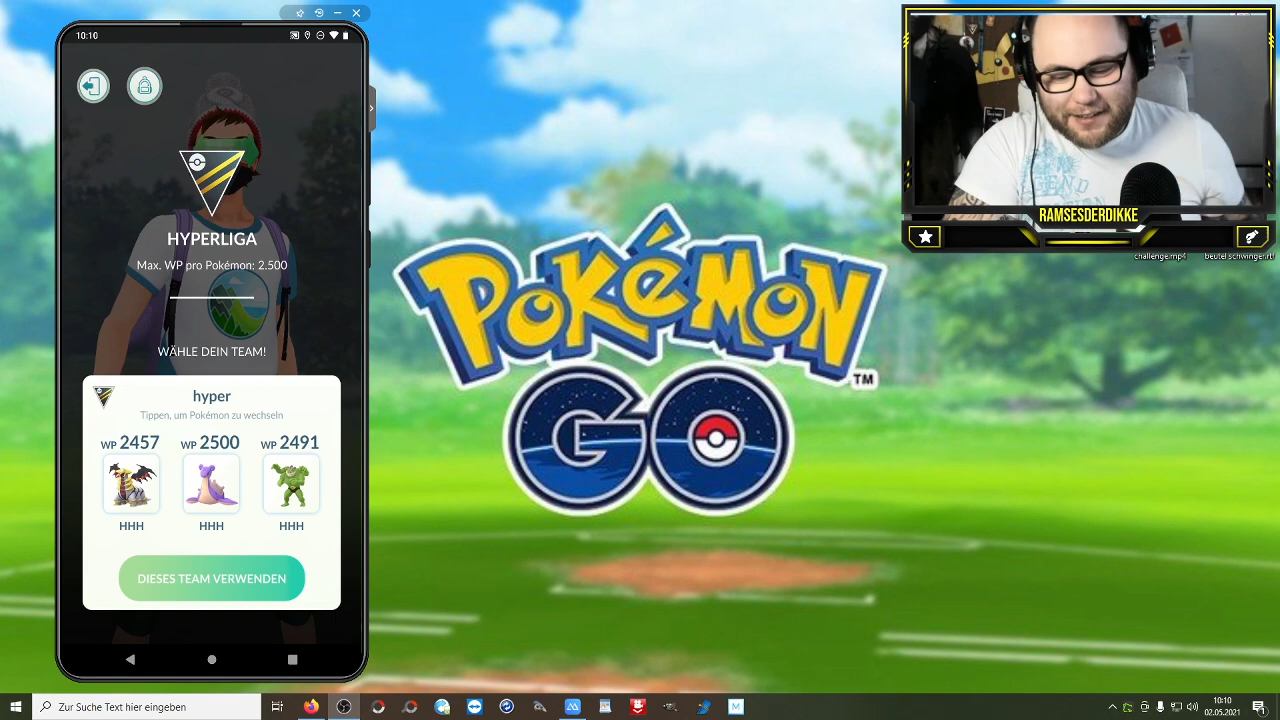 10:10
HYPERLIGA
Max. WP pro Pokémon: 2.500
WÄHLE DEIN TEAM!
hyper
Tippen, um Pokémon zu wechseln
WP 2457 WP 2500 WP 2491
HHH HHH HHH
DIESES TEAM VERWENDEN
POKéMON
TM
GO
RAMSESDERDIKKE
challenge.mp4 beutelschwinger.rtf
Zur Suche Text hier eingeben
10:10
02.05.2021